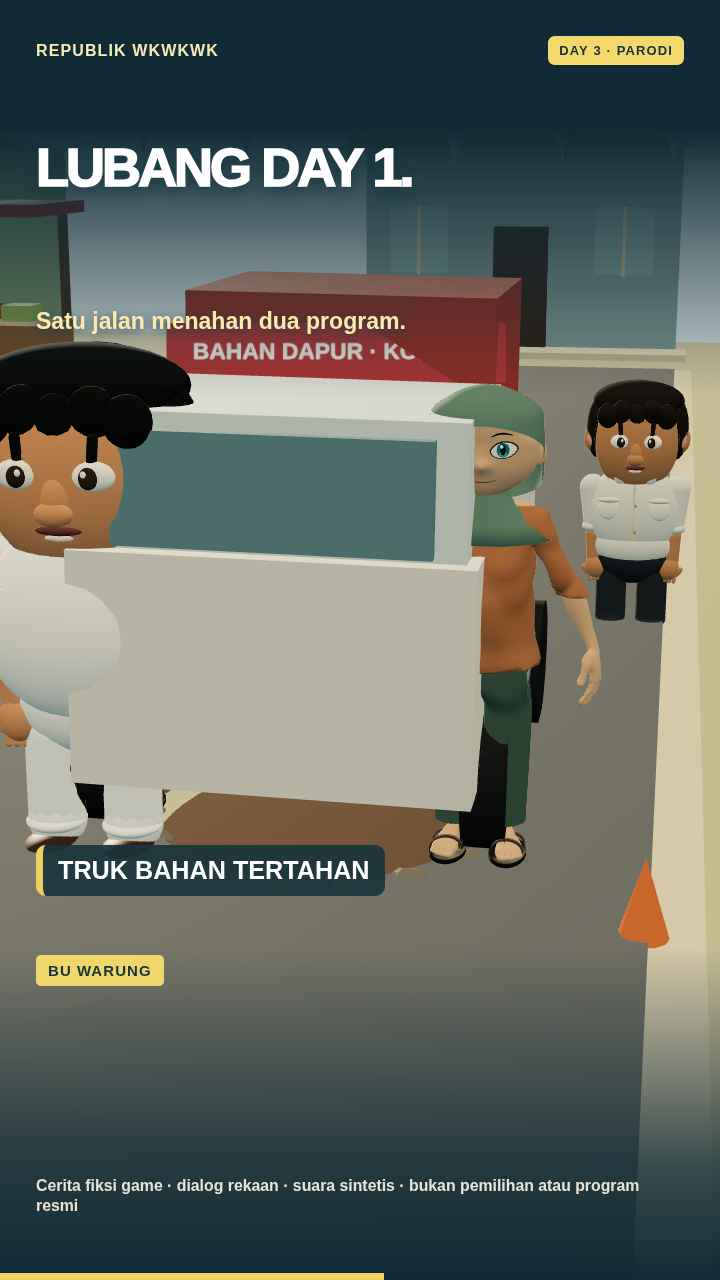 REPUBLIK WKWKWK
DAY 3 · PARODI
LUBANG DAY 1.
Satu jalan menahan dua program.
BAHAN DAPUR ·
TRUK BAHAN TERTAHAN
BU WARUNG
Cerita fiksi game · dialog rekaan · suara sintetis · bukan pemilihan atau program
resmi